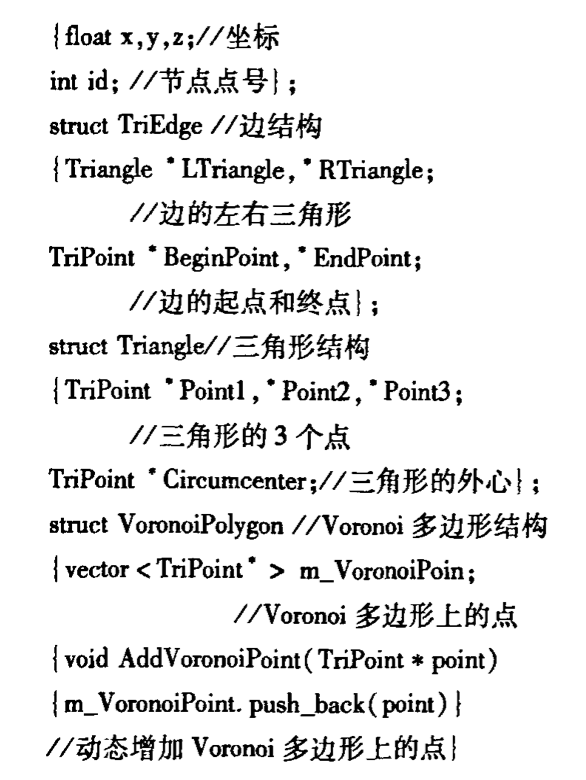 {float x,y,z;//坐标
int id; //节点点号};
struct TriEdge //边结构
{Triangle *LTriangle,*RTriangle;
//边的左右三角形
TriPoint *BeginPoint,*EndPoint;
//边的起点和终点};
struct Triangle//三角形结构
{TriPoint *Point1,*Point2,*Point3;
//三角形的3个点
TriPoint *Circumcenter;//三角形的外心};
struct VoronoiPolygon //Voronoi 多边形结构
{vector<TriPoint* > m_VoronoiPoin;
//Voronoi 多边形上的点
{void AddVoronoiPoint(TriPoint * point)
{m_VoronoiPoint. push_back(point)}
//动态增加 Voronoi 多边形上的点}